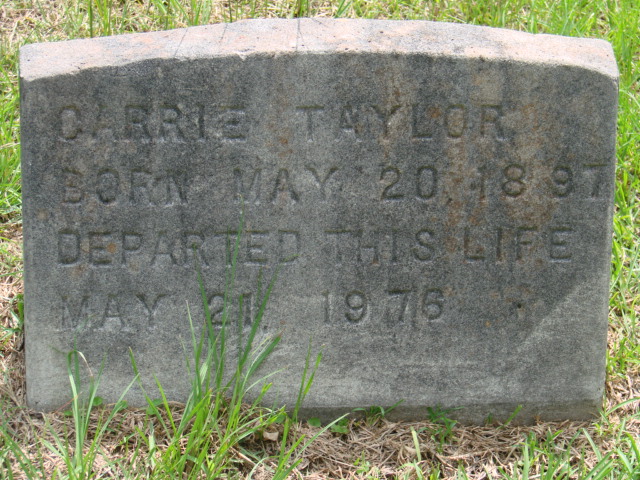 CARRIE TAYLOR
BORN MAY 20, 1897
DEPARTED THIS LIFE
MAY 21, 1976